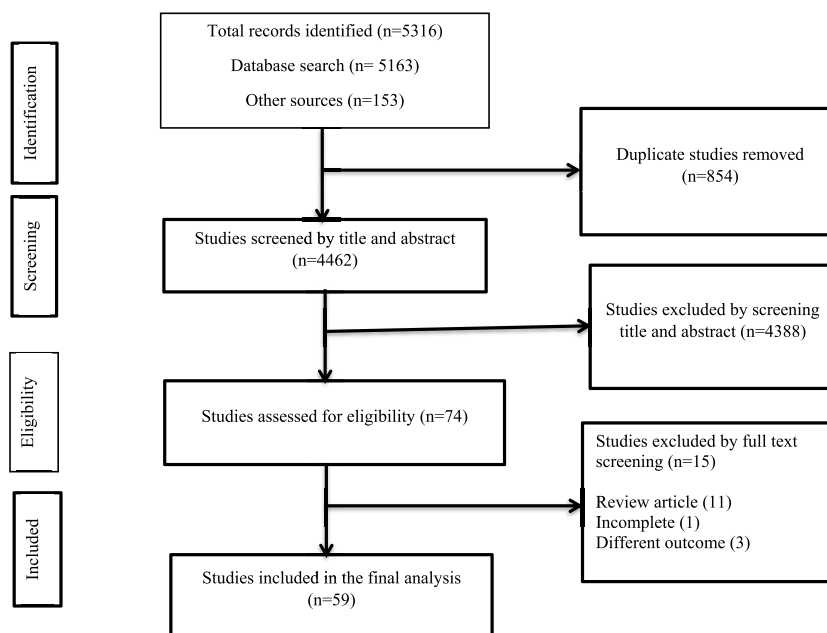 Identification
Total records identified (n=5316)
Database search (n= 5163)
Other sources (n=153)
Duplicate studies removed
(n=854)
Screening
Studies screened by title and abstract
(n=4462)
Studies excluded by screening
title and abstract (n=4388)
Eligibility
Studies assessed for eligibility (n=74)
Studies excluded by full text
screening (n=15)
Review article (11)
Incomplete (1)
Different outcome (3)
Included
Studies included in the final analysis
(n=59)